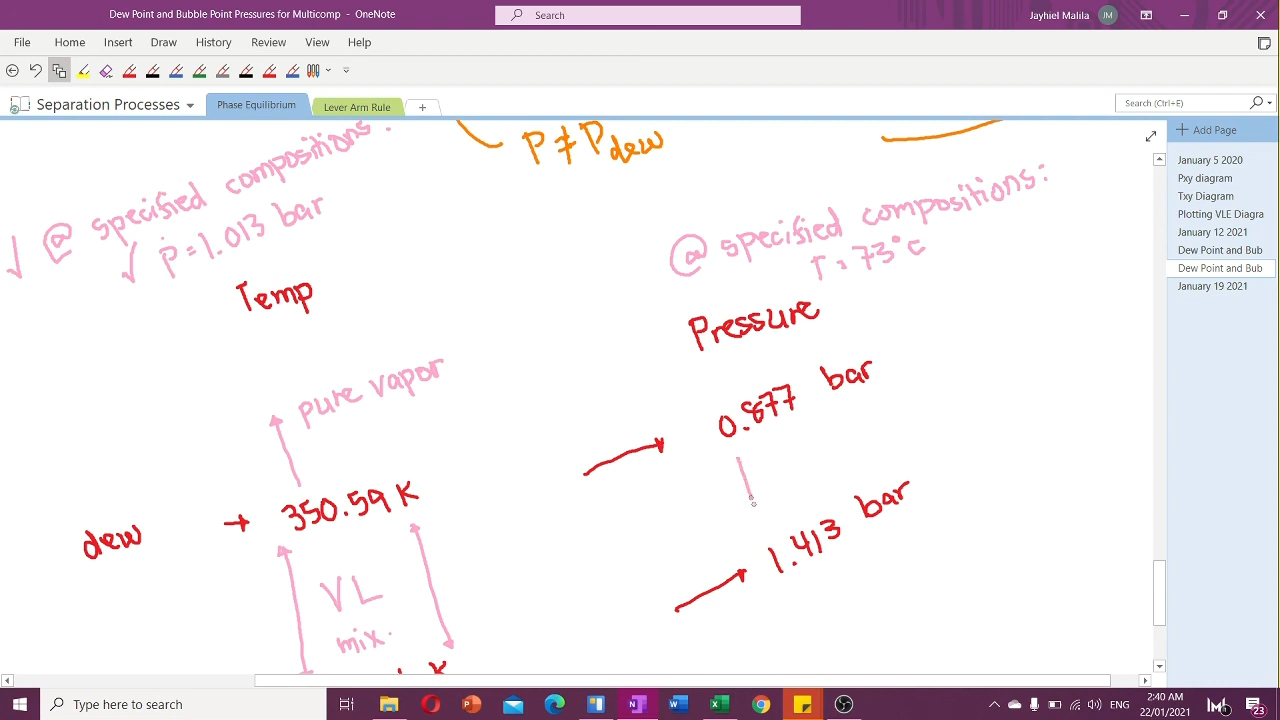 Dew Point and Bubble Point Pressures for Multicomp - OneNote
Search
Jayhiel Malila
JM
File Home Insert Draw History Review View Help
Separation Processes
Phase Equilibrium
Lever Arm Rule
Search (Ctrl+E)
Add Page
January 5 2020
Pxy diagram
Txy Diagram
Plotting VLE Diagra
January 12 2021
Dew Point and Bub
Dew Point and Bub
January 19 2021
P ≠ Pdew
√ @ specified compositions:
√ P = 1.013 bar
Temp
pure vapor
dew → 350.59 K
VL
mix.
K
@ specified compositions:
T = 73°C
Pressure
0.877 bar
1.413 bar
Type here to search
2:40 AM
22/01/2021
23